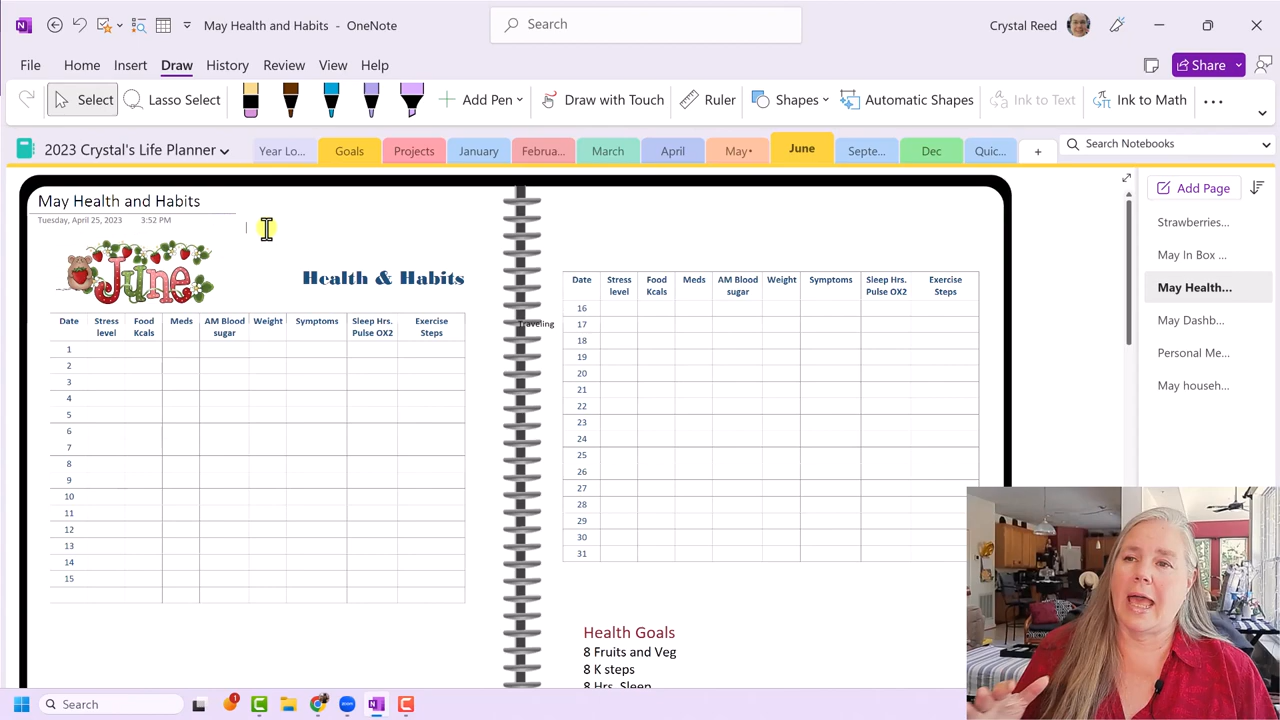 May Health and Habits - OneNote
Search
Crystal Reed
File Home Insert Draw View History Review View Help
Share
Select
Lasso Select
Add Pen
Draw with Touch
Ruler
Shapes
Automatic Shapes
Ink to Text
Ink to Math
2023 Crystal's Life Planner
Year Lo...
Goals
Projects
January
Februa...
March
April
May
June
Septe...
Dec
Quic...
Search Notebooks
May Health and Habits
Tuesday, April 25, 2023 3:52 PM
June
Health & Habits
Date Stress level Food Kcals Meds AM Blood sugar Weight Symptoms Sleep Hrs. Pulse OX2 Exercise Steps
1
2
3
4
5
6
7
8
9
10
11
12
13
14
15
Date Stress level Food Kcals Meds AM Blood sugar Weight Symptoms Sleep Hrs. Pulse OX2 Exercise Steps
16
Traveling 17
18
19
20
21
22
23
24
25
26
27
28
29
30
31
Health Goals
8 Fruits and Veg
8 K steps
8 Hrs. Sleep
Add Page
Strawberries...
May In Box ...
May Health...
May Dashb...
Personal Me...
May househ...
Search